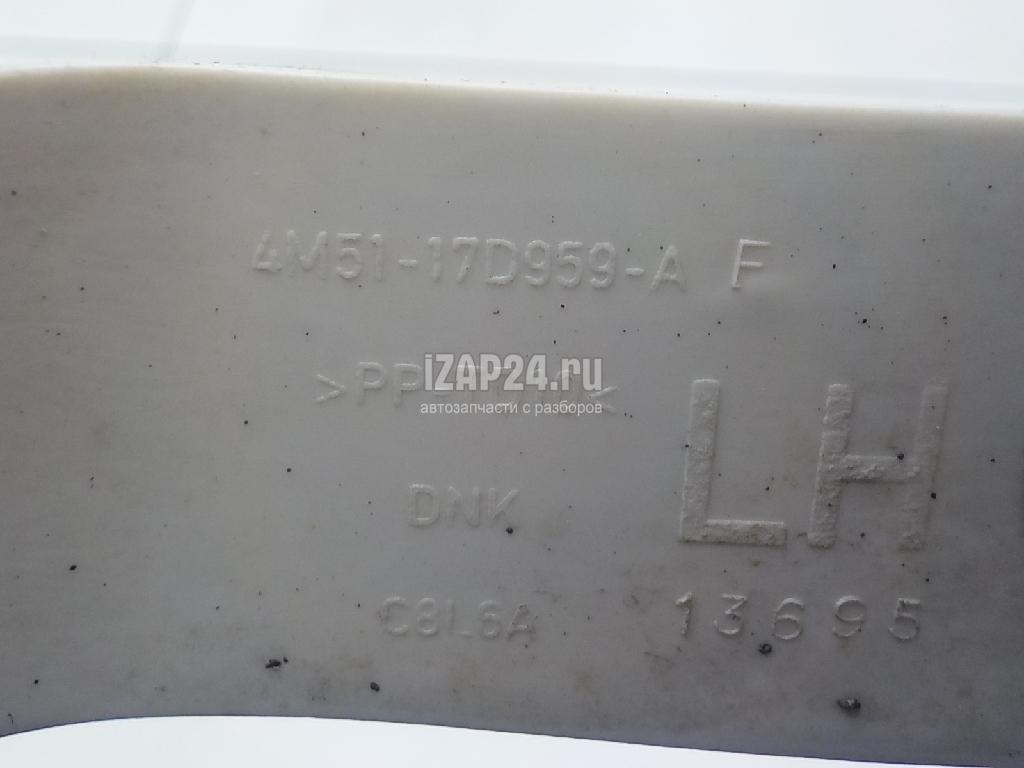 4M51-17D959-A F
iZAP24.ru
автозапчасти с разборов
LH
DNK
C8L6A 13695